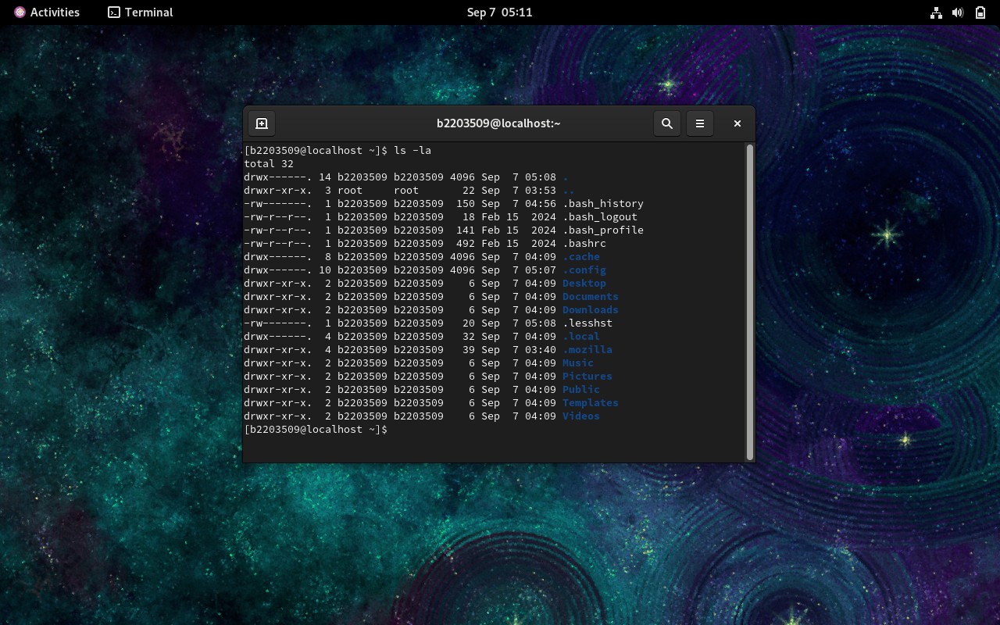 Activities Terminal Sep 7 05:11
b2203509@localhost:~
[b2203509@localhost ~]$ ls -la
total 32
drwx------. 14 b2203509 b2203509 4096 Sep  7 05:08 .
drwxr-xr-x.  3 root     root       22 Sep  7 03:53 ..
-rw-------.  1 b2203509 b2203509  150 Sep  7 04:56 .bash_history
-rw-r--r--.  1 b2203509 b2203509   18 Feb 15  2024 .bash_logout
-rw-r--r--.  1 b2203509 b2203509  141 Feb 15  2024 .bash_profile
-rw-r--r--.  1 b2203509 b2203509  492 Feb 15  2024 .bashrc
drwx------.  8 b2203509 b2203509 4096 Sep  7 04:09 .cache
drwx------. 10 b2203509 b2203509 4096 Sep  7 05:07 .config
drwxr-xr-x.  2 b2203509 b2203509    6 Sep  7 04:09 Desktop
drwxr-xr-x.  2 b2203509 b2203509    6 Sep  7 04:09 Documents
drwxr-xr-x.  2 b2203509 b2203509    6 Sep  7 04:09 Downloads
-rw-------.  1 b2203509 b2203509   20 Sep  7 05:08 .lesshst
drwx------.  4 b2203509 b2203509   32 Sep  7 04:09 .local
drwxr-xr-x.  4 b2203509 b2203509   39 Sep  7 03:40 .mozilla
drwxr-xr-x.  2 b2203509 b2203509    6 Sep  7 04:09 Music
drwxr-xr-x.  2 b2203509 b2203509    6 Sep  7 04:09 Pictures
drwxr-xr-x.  2 b2203509 b2203509    6 Sep  7 04:09 Public
drwxr-xr-x.  2 b2203509 b2203509    6 Sep  7 04:09 Templates
drwxr-xr-x.  2 b2203509 b2203509    6 Sep  7 04:09 Videos
[b2203509@localhost ~]$